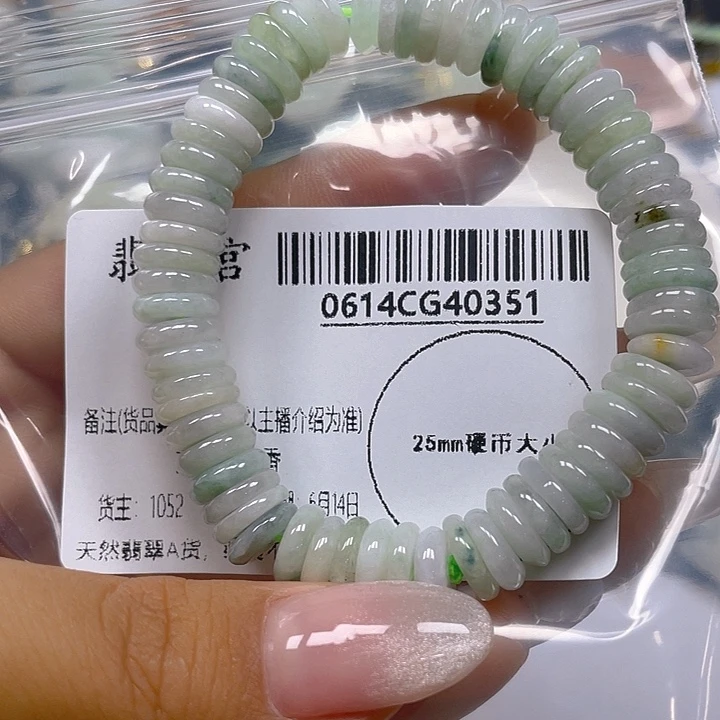 翡 宫
0614CG40351
备注(货品 以主播介绍为准)
25mm硬币大小
香
货主: 1052 6月14日
天然翡翠A货,